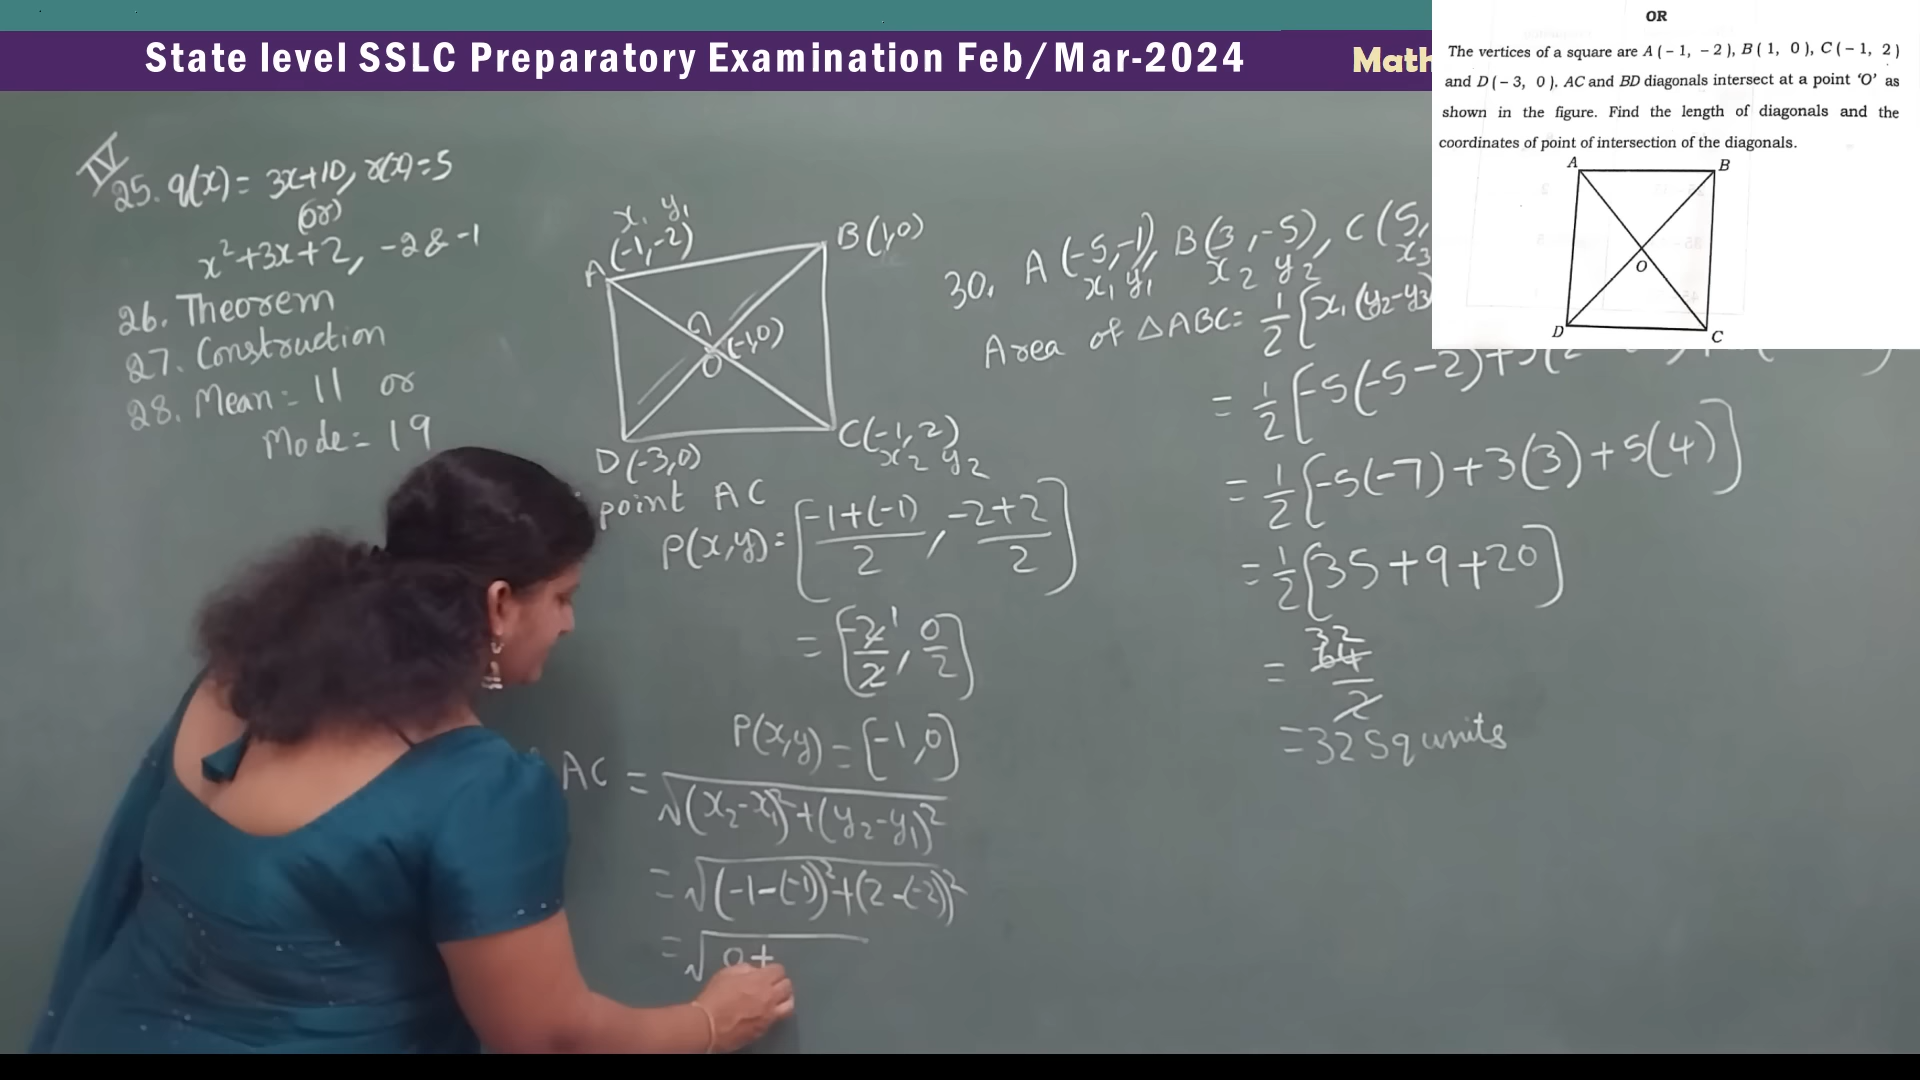 State level SSLC Preparatory Examination Feb/Mar-2024
Math
OR
The vertices of a square are A ( – 1, – 2 ), B ( 1, 0 ), C ( – 1, 2 )
and D ( – 3, 0 ). AC and BD diagonals intersect at a point ‘O’ as
shown in the figure. Find the length of diagonals and the
coordinates of point of intersection of the diagonals.
A
B
O
D
C
IV
25. q(x) = 3x+10, r(x) = 5
(or)
x²+3x+2, -2 & -1
26. Theorem
27. Construction
28. Mean = 11 or
Mode = 19
x₁ y₁
A (-1,-2)
B (1,0)
(-1,0)
O
D (-3,0)
C (-1,2)
x₂ y₂
point AC
P(x,y) = [-1+(-1)/2, -2+2/2]
= [-2/2, 0/2]
P(x,y) = [-1,0]
AC = √(x₂-x₁)²+(y₂-y₁)²
= √(-1-(-1))²+(2-(-2))²
= √0+
30. A (-5,-1), B (3,-5), C (5,
x₁ y₁ x₂ y₂ x₃
Area of △ABC = 1/2 [x₁ (y₂-y₃)
= 1/2 [-5(-5-2)+3(2
= 1/2 [-5(-7)+3(3)+5(4)]
= 1/2 [35+9+20]
32
= 64/2
= 32 Sq units